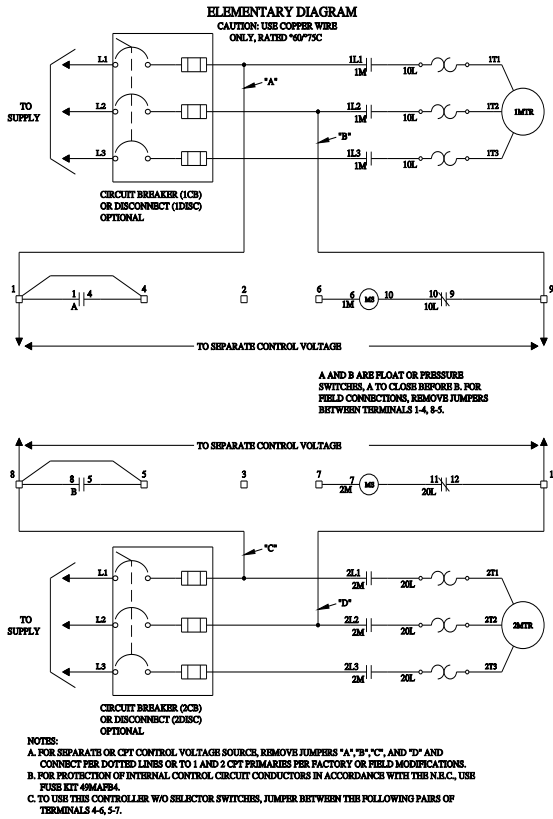 ELEMENTARY DIAGRAM
CAUTION: USE COPPER WIRE
ONLY, RATED °60/°75C
L1
1L1
1M
10L
1T1
"A"
TO
SUPPLY
L2
1L2
1M
10L
1T2
1MTR
"B"
L3
1L3
1M
10L
1T3
CIRCUIT BREAKER (1CB)
OR DISCONNECT (1DISC)
OPTIONAL
1
1
4
A
4
2
6
6
1M
MS
10
10
9
10L
9
TO SEPARATE CONTROL VOLTAGE
A AND B ARE FLOAT OR PRESSURE
SWITCHES, A TO CLOSE BEFORE B. FOR
FIELD CONNECTIONS, REMOVE JUMPERS
BETWEEN TERMINALS 1-4, 8-5.
TO SEPARATE CONTROL VOLTAGE
8
8
5
B
5
3
7
7
2M
MS
11
12
20L
1
"C"
L1
2L1
2M
20L
2T1
"D"
TO
SUPPLY
L2
2L2
2M
20L
2T2
2MTR
L3
2L3
2M
20L
2T3
CIRCUIT BREAKER (2CB)
OR DISCONNECT (2DISC)
OPTIONAL
NOTES:
A. FOR SEPARATE OR CPT CONTROL VOLTAGE SOURCE, REMOVE JUMPERS "A","B","C", AND "D" AND
CONNECT PER DOTTED LINES OR TO 1 AND 2 CPT PRIMARIES PER FACTORY OR FIELD MODIFICATIONS.
B. FOR PROTECTION OF INTERNAL CONTROL CIRCUIT CONDUCTORS IN ACCORDANCE WITH THE N.E.C., USE
FUSE KIT 49MAFB4.
C. TO USE THIS CONTROLLER W/O SELECTOR SWITCHES, JUMPER BETWEEN THE FOLLOWING PAIRS OF
TERMINALS 4-6, 5-7.